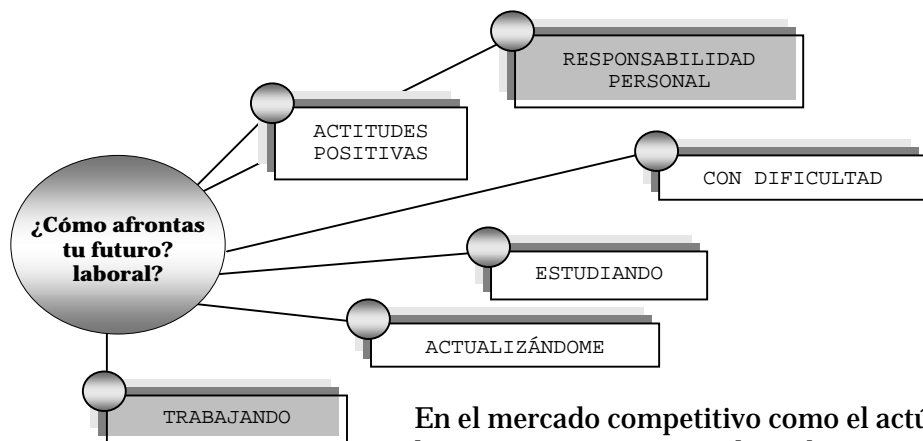 RESPONSABILIDAD
PERSONAL
ACTITUDES
POSITIVAS
CON DIFICULTAD
¿Cómo afrontas
tu futuro?
laboral?
ESTUDIANDO
ACTUALIZÁNDOME
TRABAJANDO
En el mercado competitivo como el actú